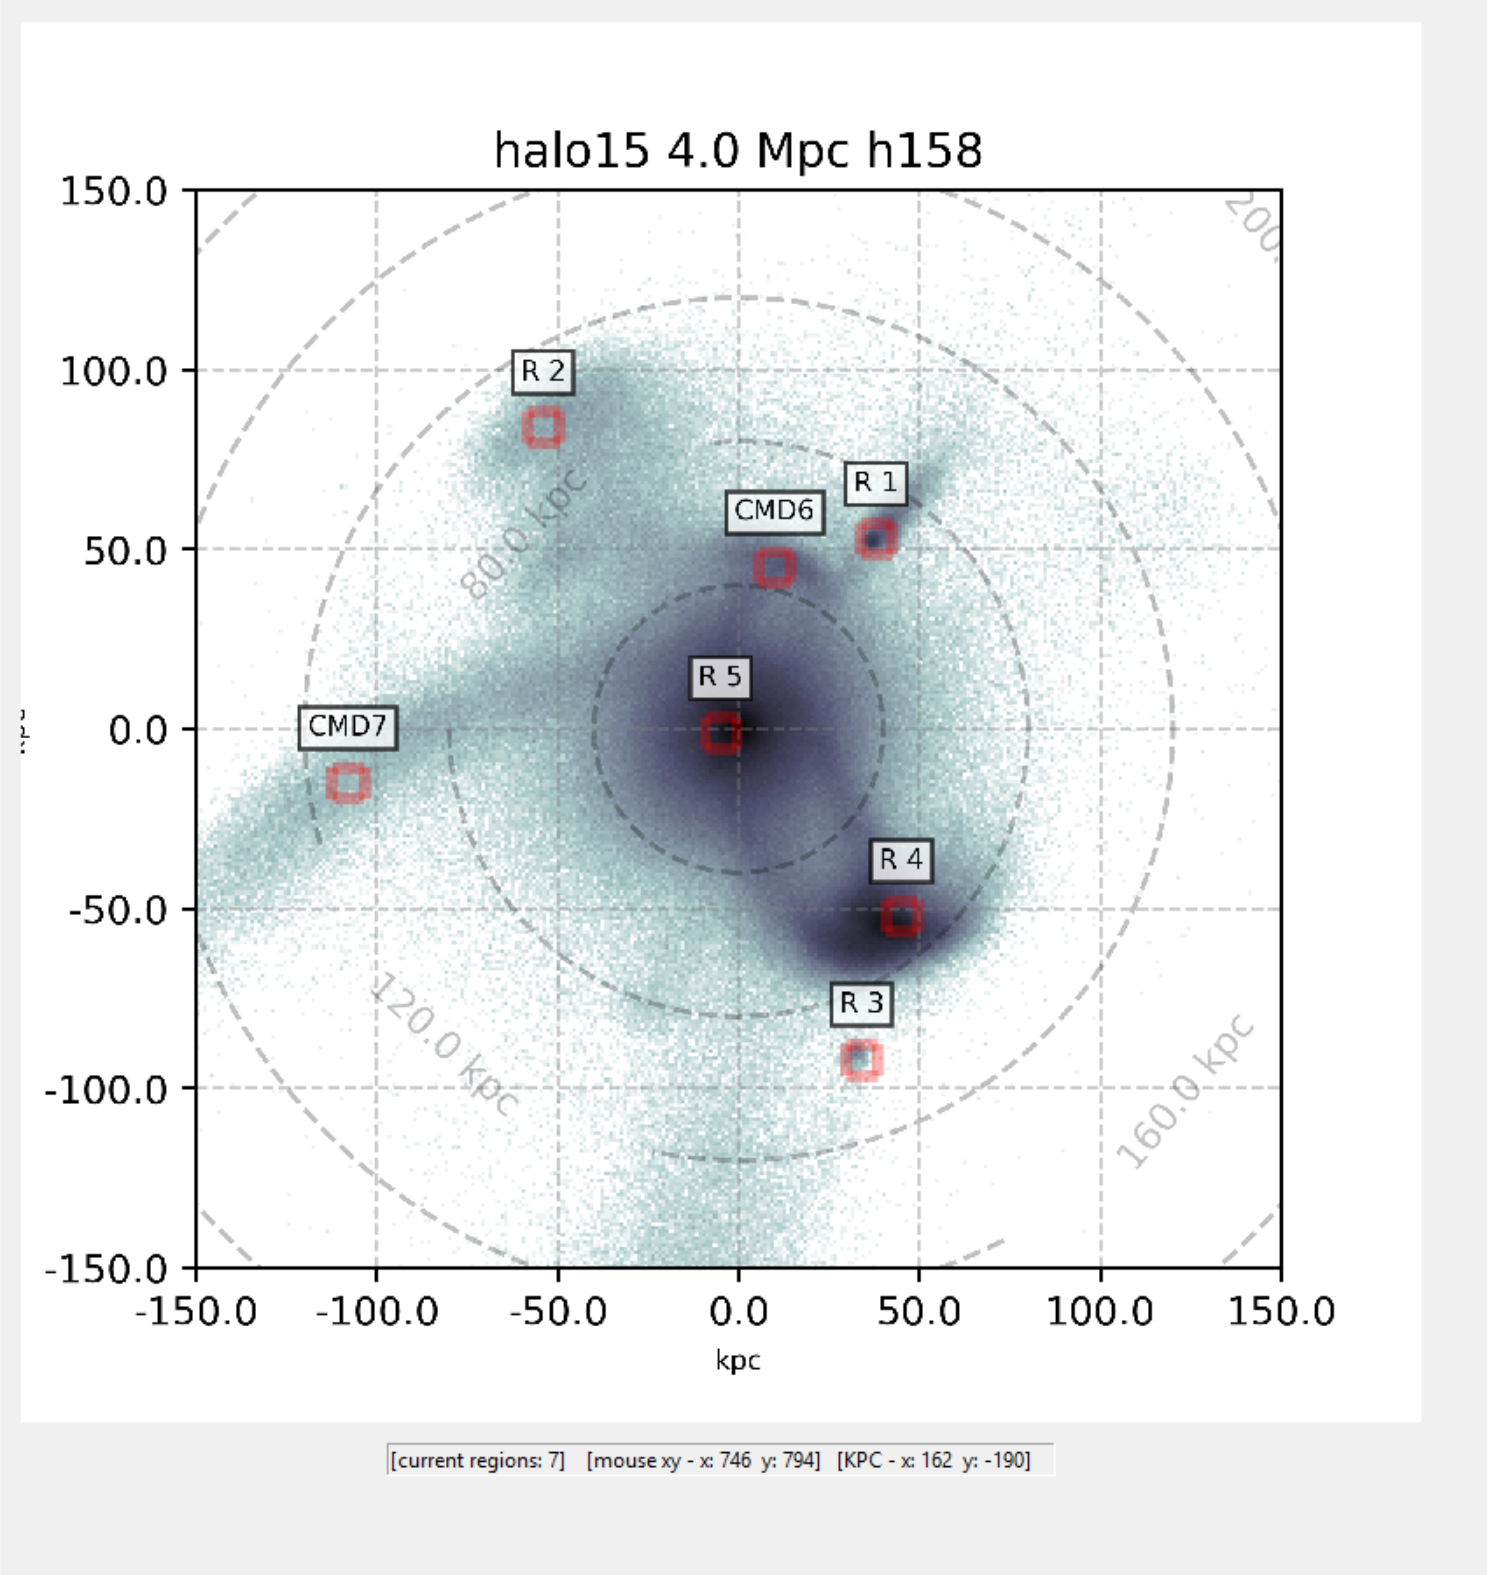 halo15 4.0 Mpc h158
150.0
200.
100.0
R 2
R 1
CMD6
50.0
80.0 kpc
R 5
CMD7
0.0
R 4
-50.0
R 3
120.0 kpc
160.0 kpc
-100.0
-150.0
-150.0 -100.0 -50.0 0.0 50.0 100.0 150.0
kpc
[current regions: 7] [mouse xy - x: 746 y: 794] [KPC - x: 162 y: -190]